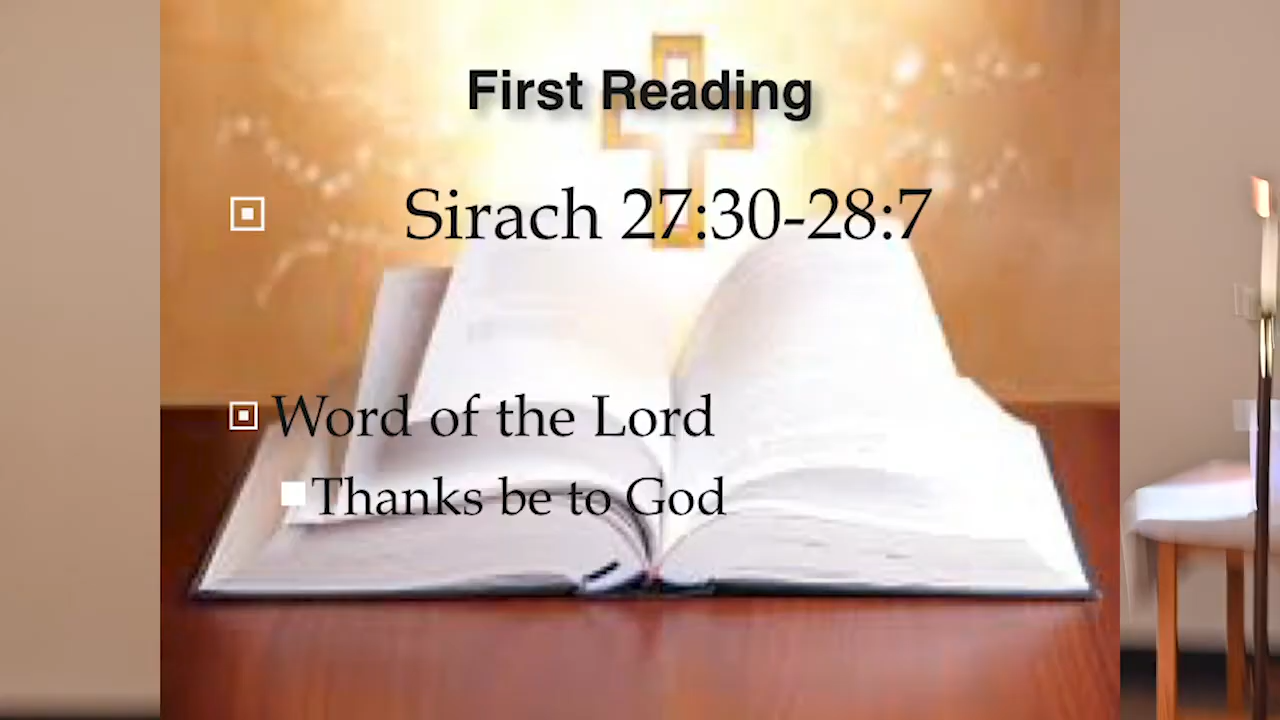 First Reading
Sirach 27:30-28:7
Word of the Lord
Thanks be to God